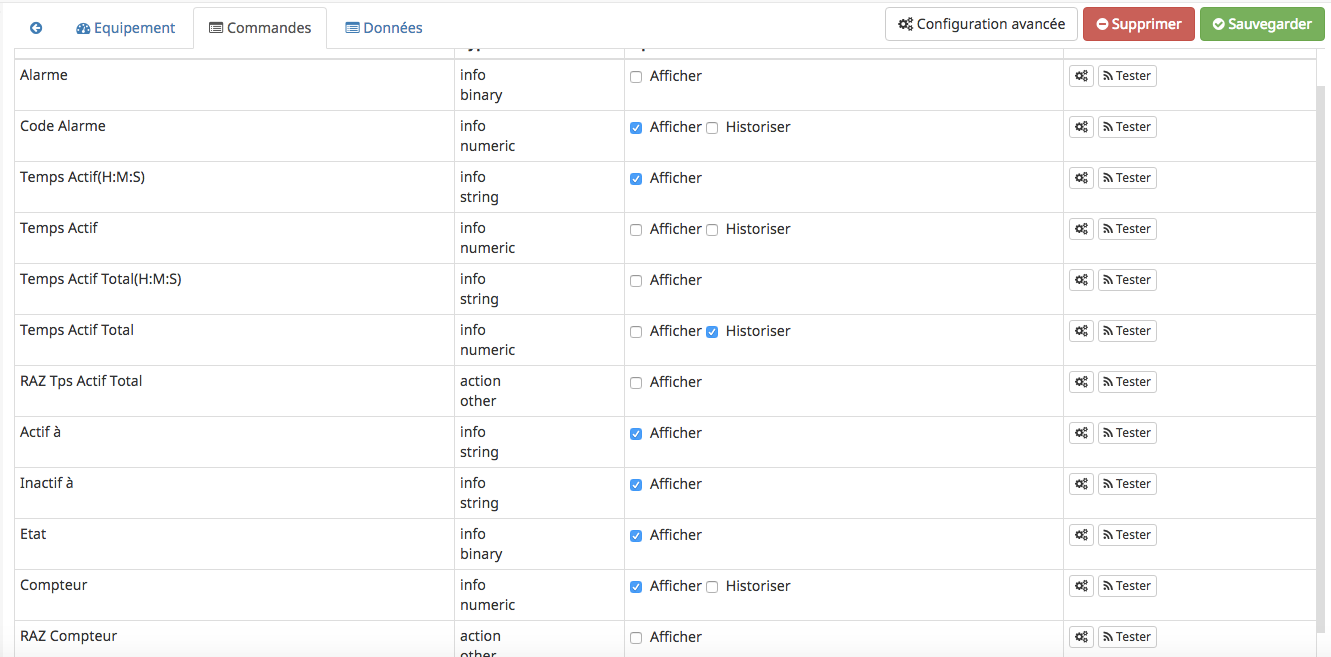 Equipement Commandes Données Configuration avancée Supprimer Sauvegarder
Alarme info Afficher Tester
binary
Code Alarme info Afficher Historiser Tester
numeric
Temps Actif(H:M:S) info Afficher Tester
string
Temps Actif info Afficher Historiser Tester
numeric
Temps Actif Total(H:M:S) info Afficher Tester
string
Temps Actif Total info Afficher Historiser Tester
numeric
RAZ Tps Actif Total action Afficher Tester
other
Actif à info Afficher Tester
string
Inactif à info Afficher Tester
string
Etat info Afficher Tester
binary
Compteur info Afficher Historiser Tester
numeric
RAZ Compteur action Afficher Tester
other